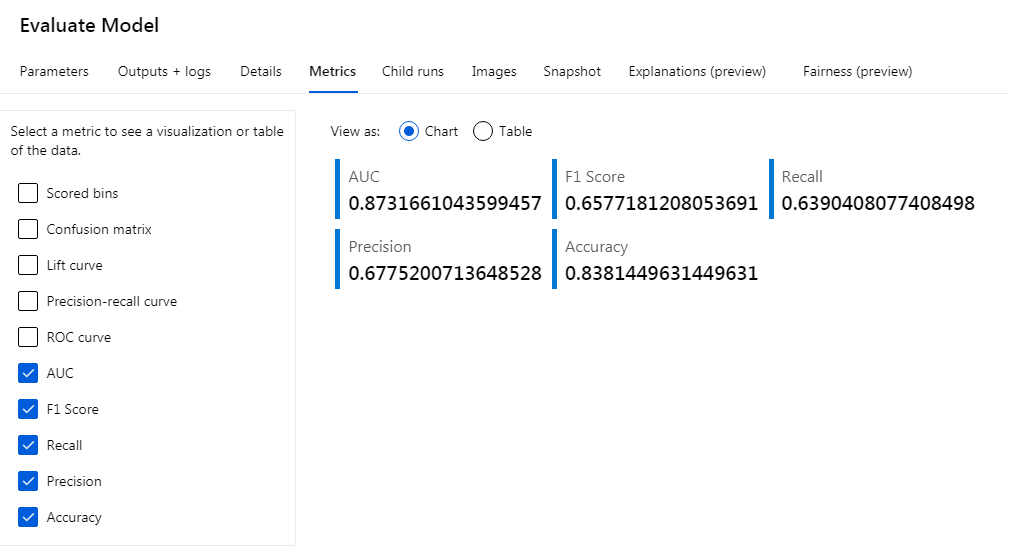 Evaluate Model
Parameters Outputs + logs Details Metrics Child runs Images Snapshot Explanations (preview) Fairness (preview)
Select a metric to see a visualization or table
of the data.
Scored bins
Confusion matrix
Lift curve
Precision-recall curve
ROC curve
AUC
F1 Score
Recall
Precision
Accuracy
View as: Chart Table
AUC F1 Score Recall
0.8731661043599457 0.6577181208053691 0.6390408077408498
Precision Accuracy
0.6775200713648528 0.8381449631449631